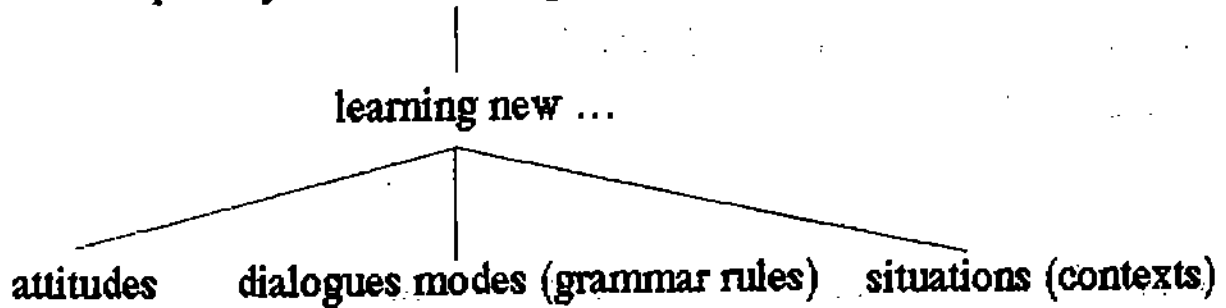 learning new ...
attitudes dialogues modes (grammar rules) situations (contexts)